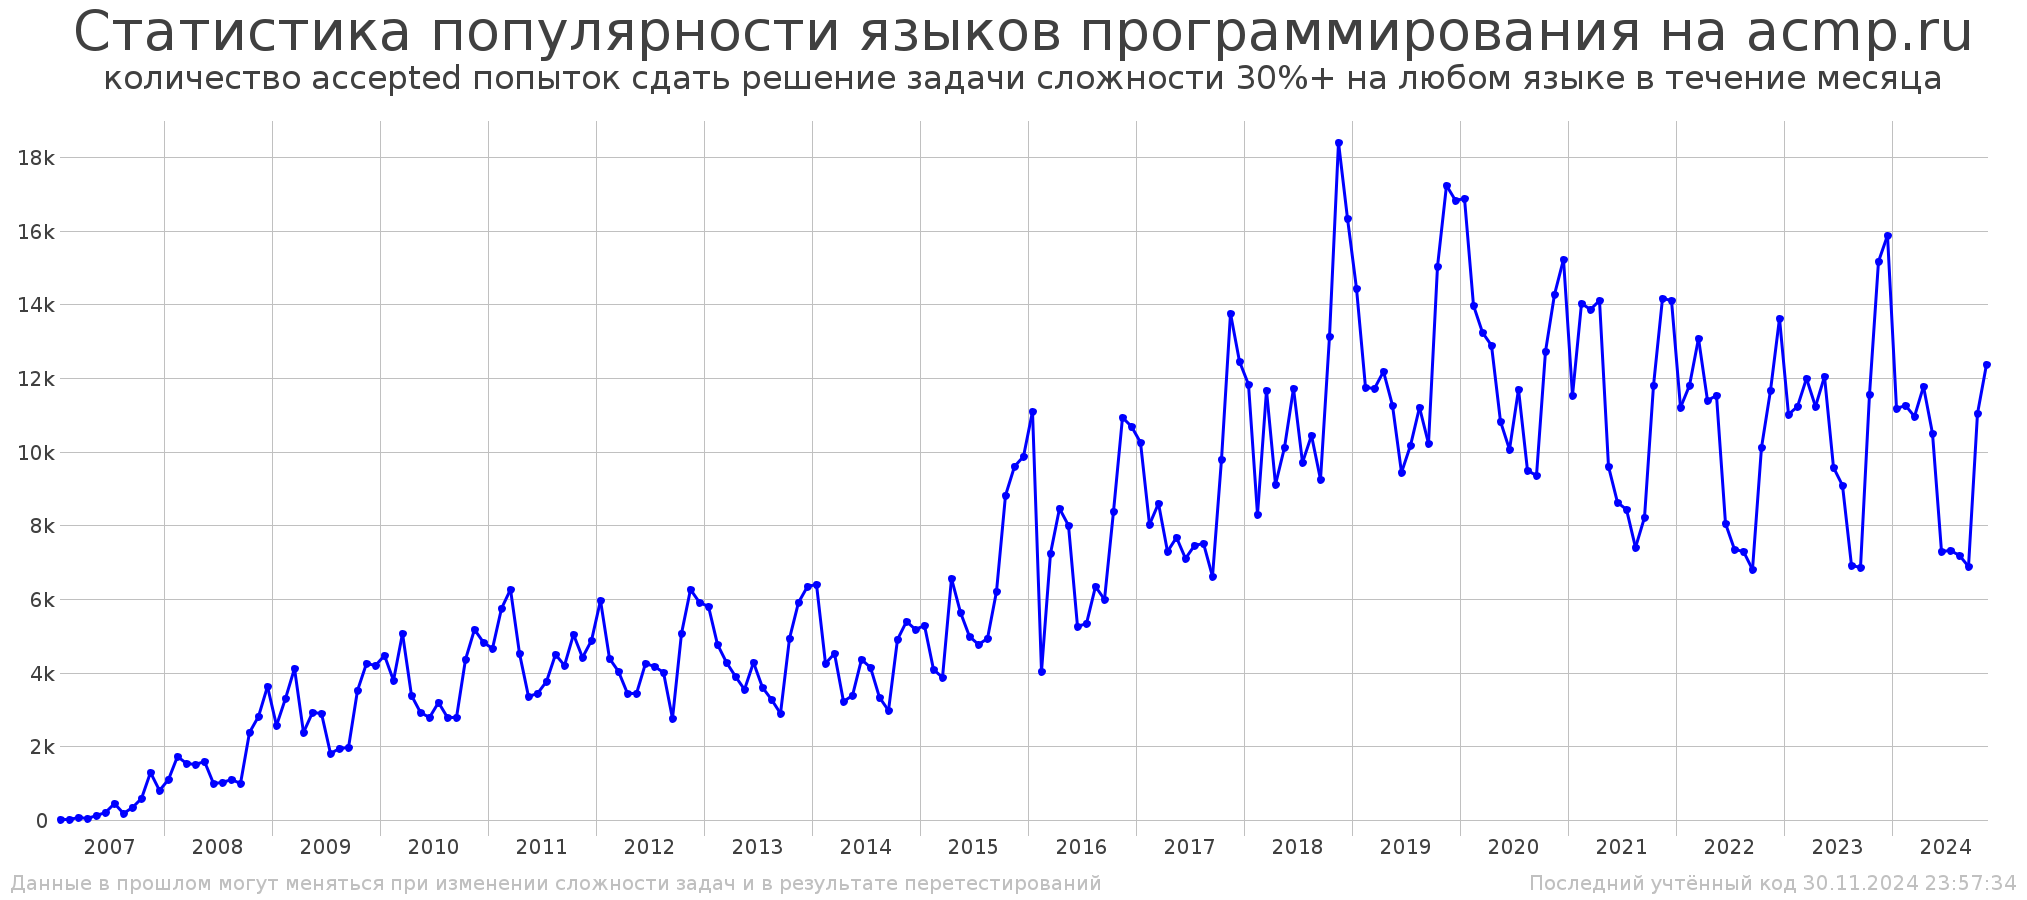 Статистика популярности языков программирования на acmp.ru
количество accepted попыток сдать решение задачи сложности 30%+ на любом языке в течение месяца
18k
16k
14k
12k
10k
8k
6k
4k
2k
0
2007 2008 2009 2010 2011 2012 2013 2014 2015 2016 2017 2018 2019 2020 2021 2022 2023 2024
Данные в прошлом могут меняться при изменении сложности задач и в результате перетестирований
Последний учтённый код 30.11.2024 23:57:34